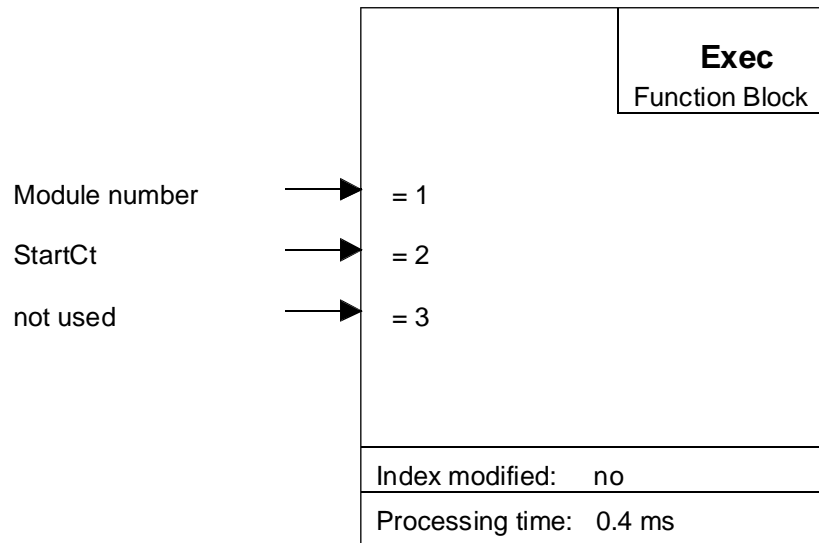 Exec
Function Block
Module number = 1
StartCt = 2
not used = 3
Index modified: no
Processing time: 0.4 ms